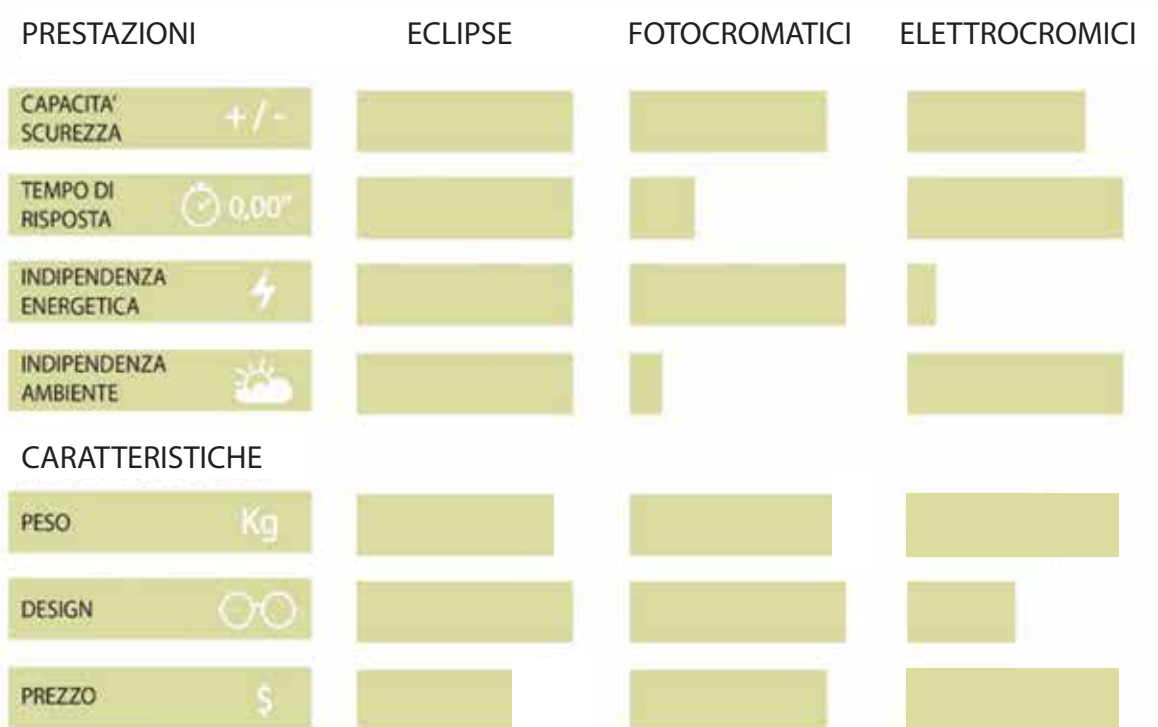 PRESTAZIONI ECLIPSE FOTOCROMATICI ELETTROCROMICI
CAPACITA'
SCUREZZA +/-
TEMPO DI
RISPOSTA 0,00"
INDIPENDENZA
ENERGETICA
INDIPENDENZA
AMBIENTE
CARATTERISTICHE
PESO Kg
DESIGN
PREZZO $